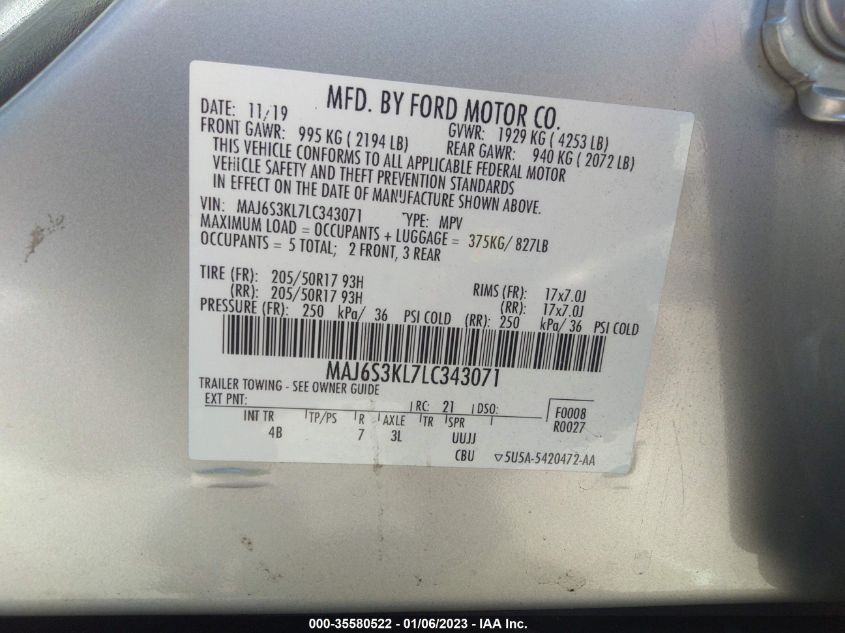 MFD. BY FORD MOTOR CO.
DATE: 11/19 GVWR: 1929 KG ( 4253 LB)
FRONT GAWR: 995 KG ( 2194 LB) REAR GAWR: 940 KG ( 2072 LB)
THIS VEHICLE CONFORMS TO ALL APPLICABLE FEDERAL MOTOR
VEHICLE SAFETY AND THEFT PREVENTION STANDARDS
IN EFFECT ON THE DATE OF MANUFACTURE SHOWN ABOVE.
VIN: MAJ6S3KL7LC343071 TYPE: MPV
MAXIMUM LOAD = OCCUPANTS + LUGGAGE = 375KG/ 827LB
OCCUPANTS = 5 TOTAL; 2 FRONT, 3 REAR
TIRE (FR): 205/50R17 93H RIMS (FR): 17x7.0J
(RR): 205/50R17 93H (RR): 17x7.0J
PRESSURE (FR): 250 kPa/ 36 PSI COLD (RR): 250 kPa/ 36 PSI COLD
MAJ6S3KL7LC343071
TRAILER TOWING - SEE OWNER GUIDE
EXT PNT: RC: 21 DSO: F0008
R0027
INT TR TP/PS R AXLE TR SPR
4B 7 3L UUJJ
CBU ▽5U5A-5420472-AA
000-35580522 - 01/06/2023 - IAA Inc.